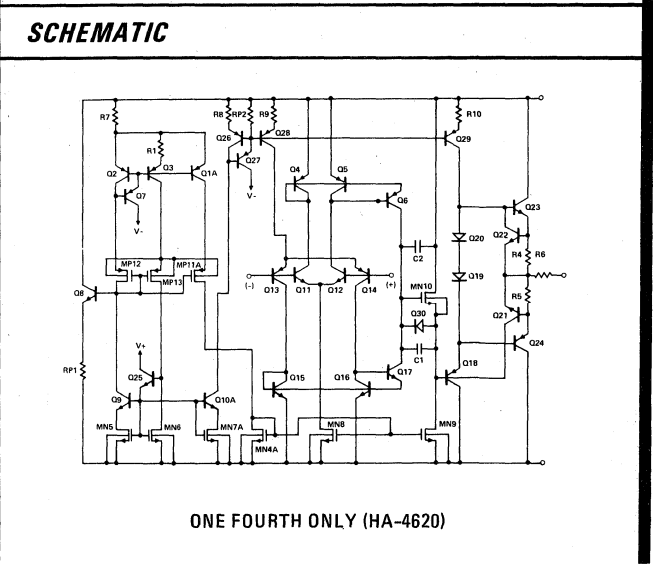 SCHEMATIC
R7
R8
RP2
R9
R10
Q26
Q28
Q29
R1
Q2
Q3
Q1A
Q27
Q4
Q5
Q7
Q6
Q23
V-
V-
Q22
Q20
R4
R6
C2
MP12
MP11A
MP13
(-)
Q13
Q11
Q12
Q14
(+)
MN10
Q19
Q8
Q30
R5
Q21
V+
C1
Q24
RP1
Q25
Q15
Q16
Q17
Q18
Q9
Q10A
MN5
MN6
MN7A
MN4A
MN8
MN9
ONE FOURTH ONLY (HA-4620)